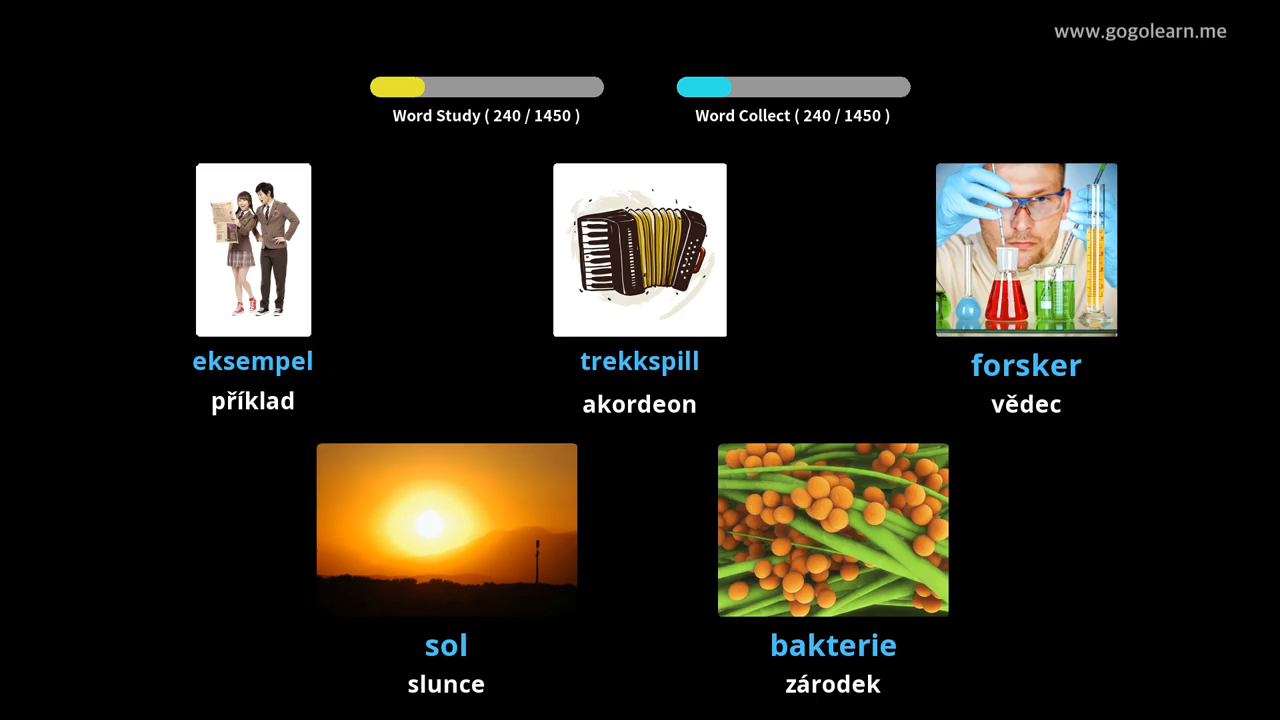 www.gogolearn.me
Word Study ( 240 / 1450 )
Word Collect ( 240 / 1450 )
eksempel
příklad
trekkspill
akordeon
forsker
vědec
sol
slunce
bakterie
zárodek